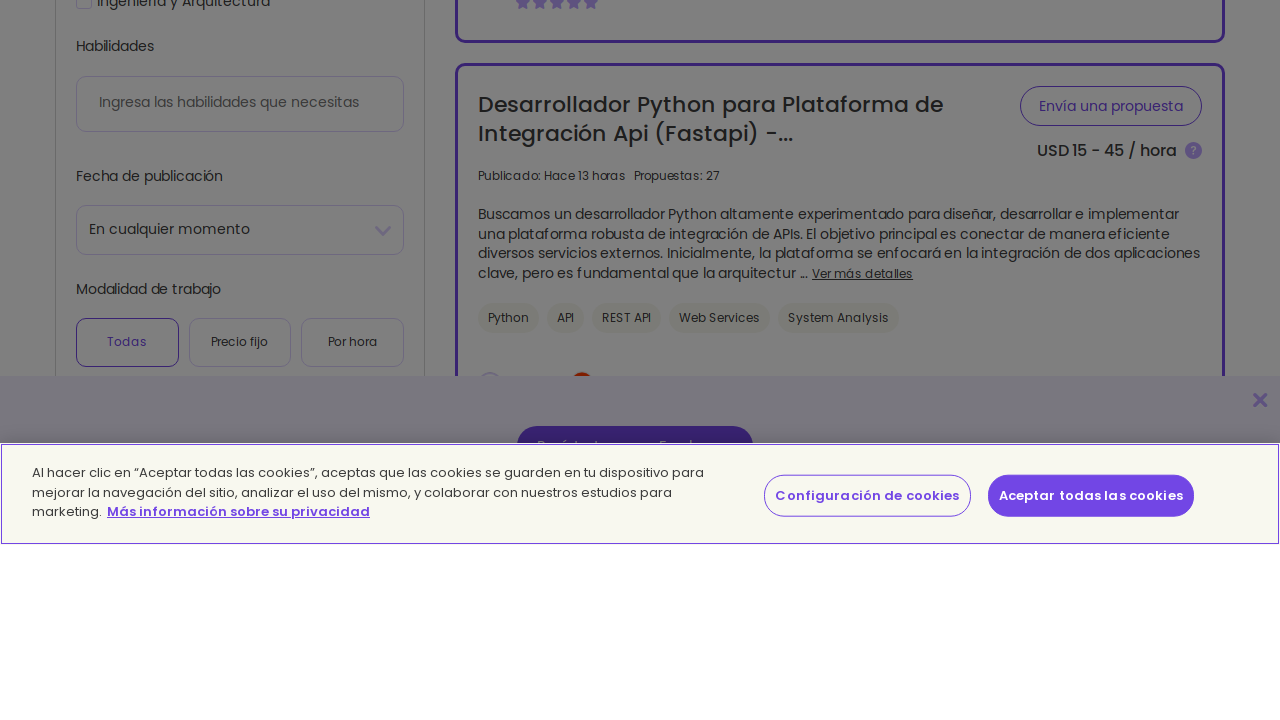 Ingeniería y Arquitectura
Habilidades
Ingresa las habilidades que necesitas
Fecha de publicación
En cualquier momento
Modalidad de trabajo
Todas
Precio fijo
Por hora
Desarrollador Python para Plataforma de
Integración Api (Fastapi) -...
Envía una propuesta
USD 15 - 45 / hora ?
Publicado: Hace 13 horas Propuestas: 27
Buscamos un desarrollador Python altamente experimentado para diseñar, desarrollar e implementar
una plataforma robusta de integración de APIs. El objetivo principal es conectar de manera eficiente
diversos servicios externos. Inicialmente, la plataforma se enfocará en la integración de dos aplicaciones
clave, pero es fundamental que la arquitectur ... Ver más detalles
Python API REST API Web Services System Analysis
Al hacer clic en “Aceptar todas las cookies”, aceptas que las cookies se guarden en tu dispositivo para
mejorar la navegación del sitio, analizar el uso del mismo, y colaborar con nuestros estudios para
marketing. Más información sobre su privacidad
Configuración de cookies
Aceptar todas las cookies